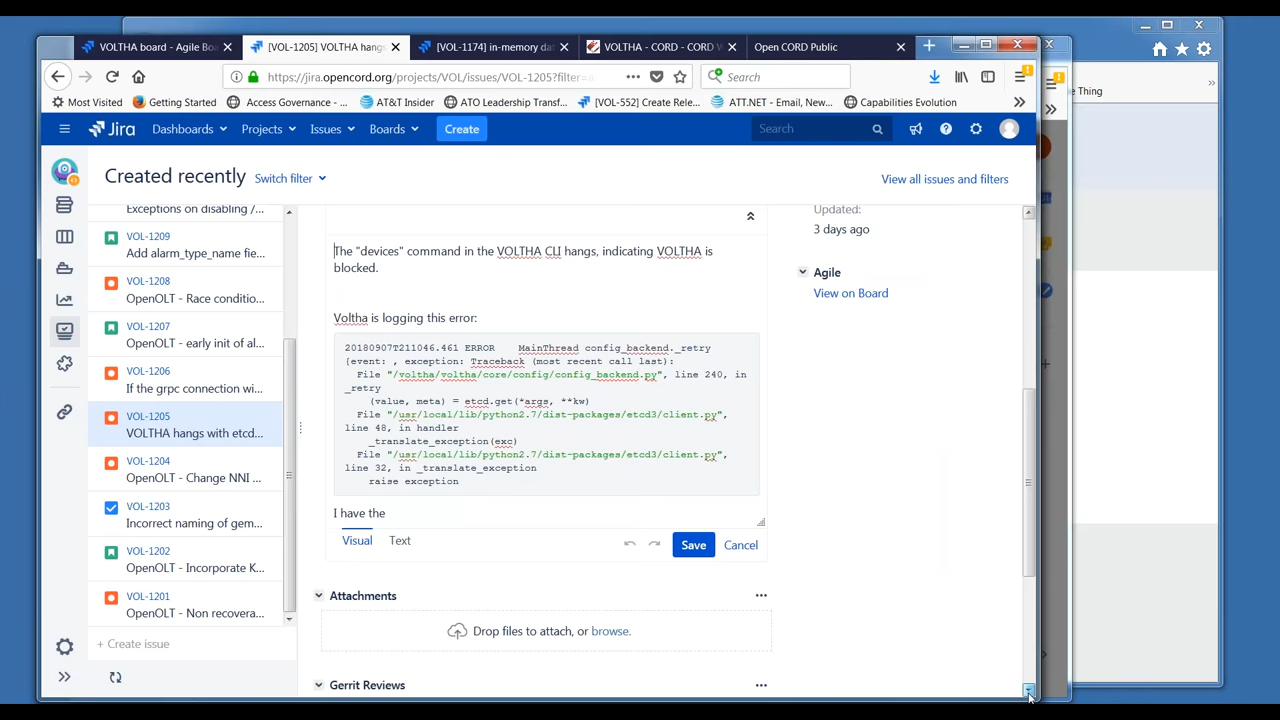 VOLTHA board - Agile Boa
[VOL-1205] VOLTHA hangs
[VOL-1174] in-memory dat
VOLTHA - CORD - CORD W
Open CORD Public
https://jira.opencord.org/projects/VOL/issues/VOL-1205?filter=a
Search
Most Visited
Getting Started
Access Governance - ...
AT&T Insider
ATO Leadership Transf...
[VOL-552] Create Rele...
ATT.NET - Email, New...
Capabilities Evolution
e Thing
Jira
Dashboards
Projects
Issues
Boards
Create
Search
Created recently
Switch filter
View all issues and filters
Exceptions on disabling /...
VOL-1209
Add alarm_type_name fie...
VOL-1208
OpenOLT - Race conditio...
VOL-1207
OpenOLT - early init of al...
VOL-1206
If the grpc connection wi...
VOL-1205
VOLTHA hangs with etcd...
VOL-1204
OpenOLT - Change NNI ...
VOL-1203
Incorrect naming of gem...
VOL-1202
OpenOLT - Incorporate K...
VOL-1201
OpenOLT - Non recovera...
+ Create issue
The "devices" command in the VOLTHA CLI hangs, indicating VOLTHA is
blocked.
Voltha is logging this error:
20180907T211046.461 ERROR MainThread config_backend._retry
{event: , exception: Traceback (most recent call last):
File "/voltha/voltha/core/config/config_backend.py", line 240, in
_retry
(value, meta) = etcd.get(*args, **kw)
File "/usr/local/lib/python2.7/dist-packages/etcd3/client.py",
line 48, in handler
_translate_exception(exc)
File "/usr/local/lib/python2.7/dist-packages/etcd3/client.py",
line 32, in _translate_exception
raise exception
I have the
Visual
Text
Save
Cancel
Attachments
Drop files to attach, or browse.
Gerrit Reviews
Updated:
3 days ago
Agile
View on Board